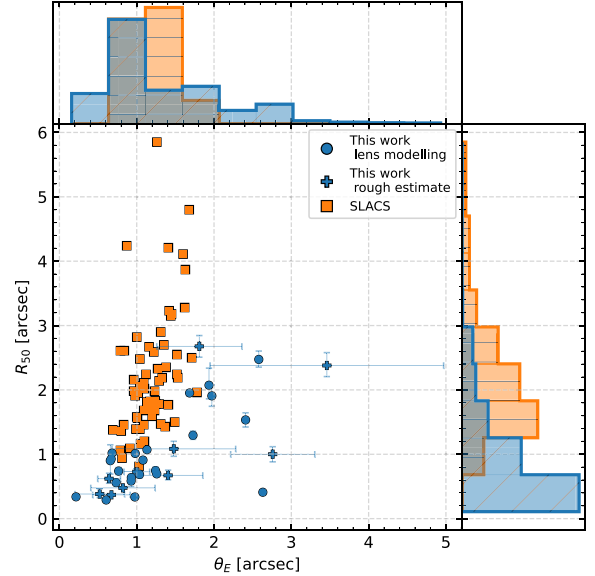 6
5
4
3
2
1
0
R50 [arcsec]
This work
lens modelling
This work
rough estimate
SLACS
0 1 2 3 4 5
θE [arcsec]